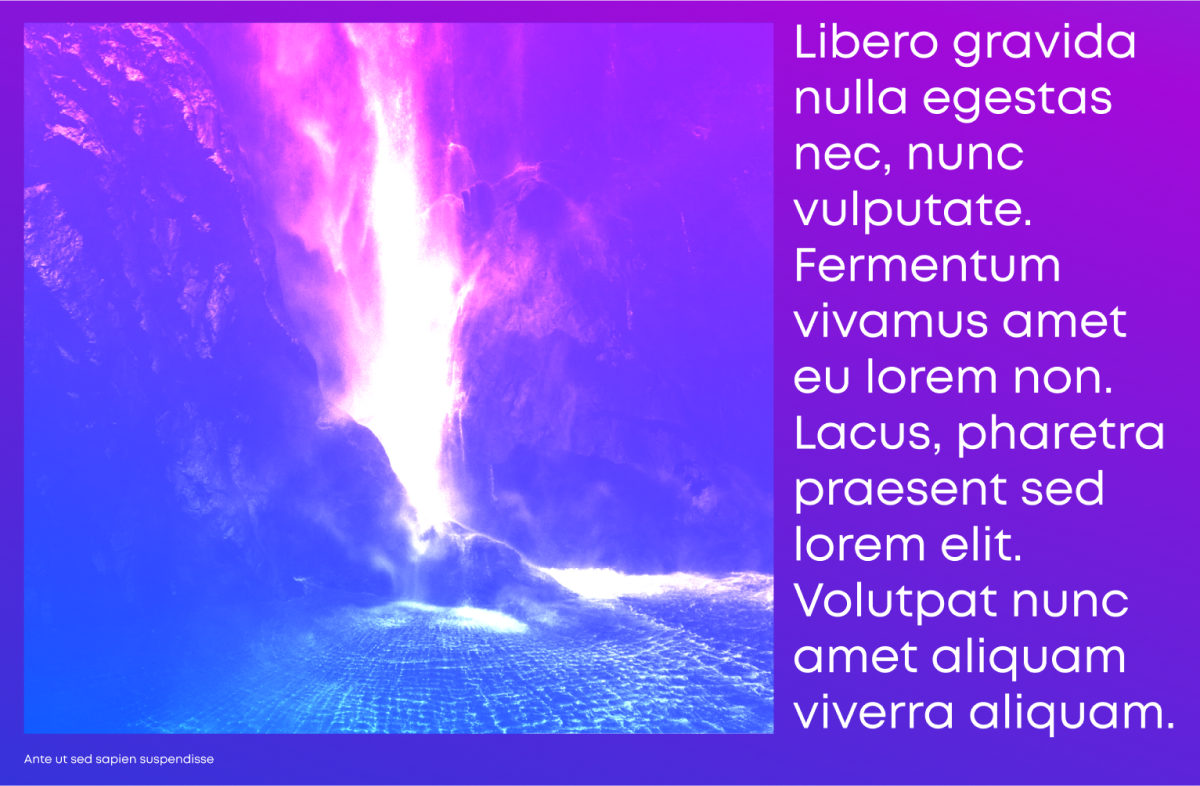 Libero gravida
nulla egestas
nec, nunc
vulputate.
Fermentum
vivamus amet
eu lorem non.
Lacus, pharetra
praesent sed
lorem elit.
Volutpat nunc
amet aliquam
viverra aliquam.
Ante ut sed sapien suspendisse